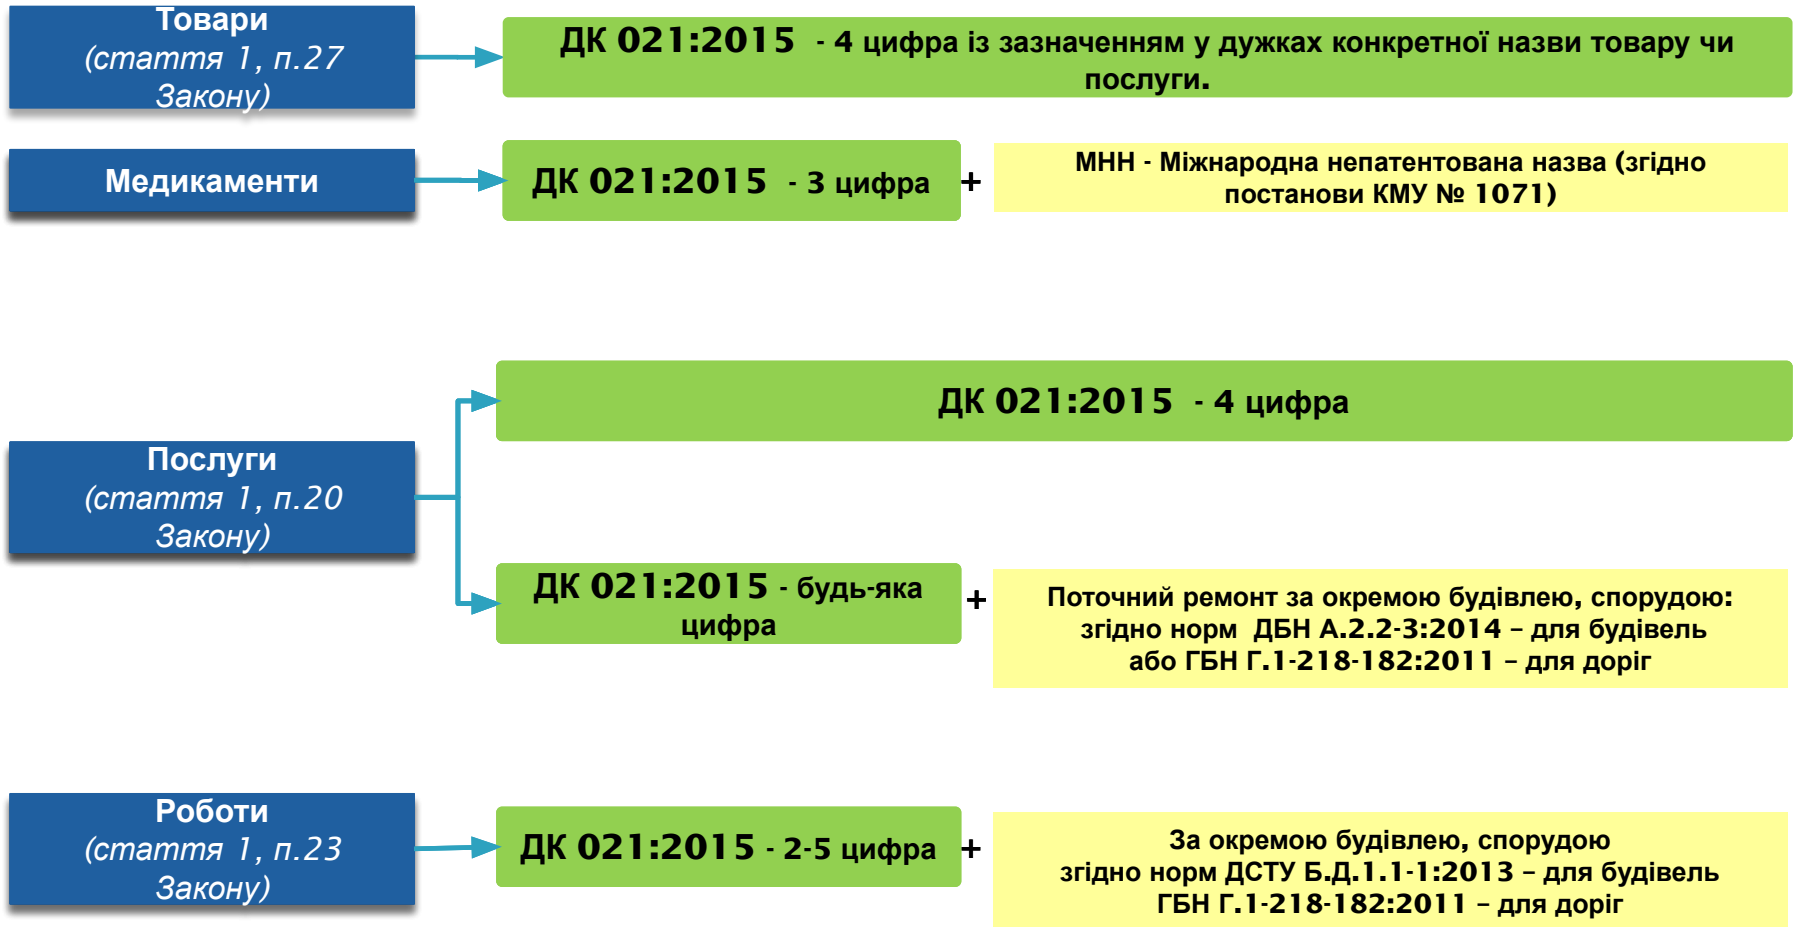 Товари
(стаття 1, п.27
Закону)
ДК 021:2015 - 4 цифра із зазначенням у дужках конкретної назви товару чи
послуги.
Медикаменти
ДК 021:2015 - 3 цифра
+
МНН - Міжнародна непатентована назва (згідно
постанови КМУ № 1071)
ДК 021:2015 - 4 цифра
Послуги
(стаття 1, п.20
Закону)
ДК 021:2015 - будь-яка
цифра
+
Поточний ремонт за окремою будівлею, спорудою:
згідно норм ДБН А.2.2-3:2014 – для будівель
або ГБН Г.1-218-182:2011 – для доріг
Роботи
(стаття 1, п.23
Закону)
ДК 021:2015 - 2-5 цифра
+
За окремою будівлею, спорудою
згідно норм ДСТУ Б.Д.1.1-1:2013 – для будівель
ГБН Г.1-218-182:2011 – для доріг